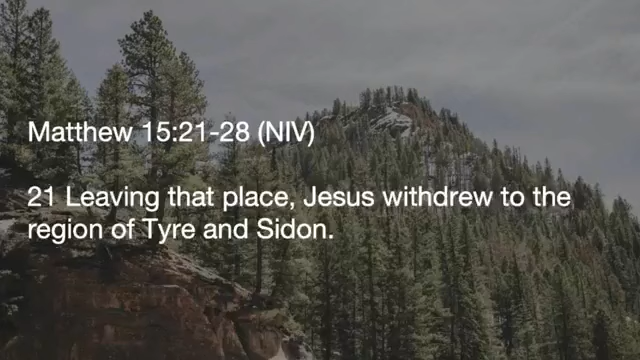 Matthew 15:21-28 (NIV)
21 Leaving that place, Jesus withdrew to the
region of Tyre and Sidon.